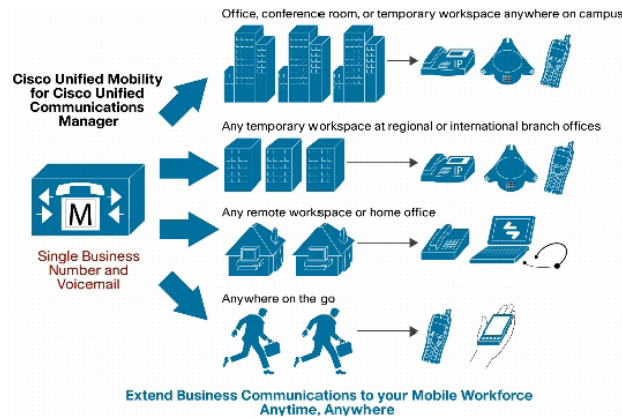 Office, conference room, or temporary workspace anywhere on campus
IP
Cisco Unified Mobility
for Cisco Unified
Communications
Manager
Any temporary workspace at regional or international branch offices
IP
M
Any remote workspace or home office
Single Business
Number and
Voicemail
Anywhere on the go
Extend Business Communications to your Mobile Workforce
Anytime, Anywhere